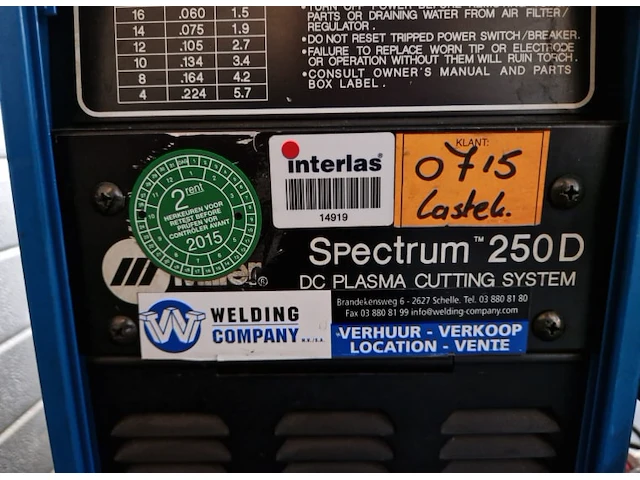 16 .060 1.5
14 .075 1.9
12 .105 2.7
10 .134 3.4
8 .164 4.2
4 .224 5.7
PARTS OR DRAINING WATER FROM AIR FILTER/
REGULATOR.
•DO NOT RESET TRIPPED POWER SWITCH/BREAKER.
•FAILURE TO REPLACE WORN TIP OR ELECTRODE
OR OPERATION WITHOUT THEM WILL RUIN TORCH.
•CONSULT OWNER'S MANUAL AND PARTS
BOX LABEL.
2 rent
HERKEUREN VOOR
RETEST BEFORE
PRÜFEN VOR
CONTRÔLER AVANT
2015
interlas®
14919
KLANT:
0715
Lastek.
Miller®
Spectrum™ 250D
DC PLASMA CUTTING SYSTEM
W WELDING
COMPANY N.V./S.A.
Brandekensweg 6 - 2627 Schelle. Tel. 03 880 81 80
Fax 03 880 81 99 info@welding-company.com
VERHUUR - VERKOOP
LOCATION - VENTE